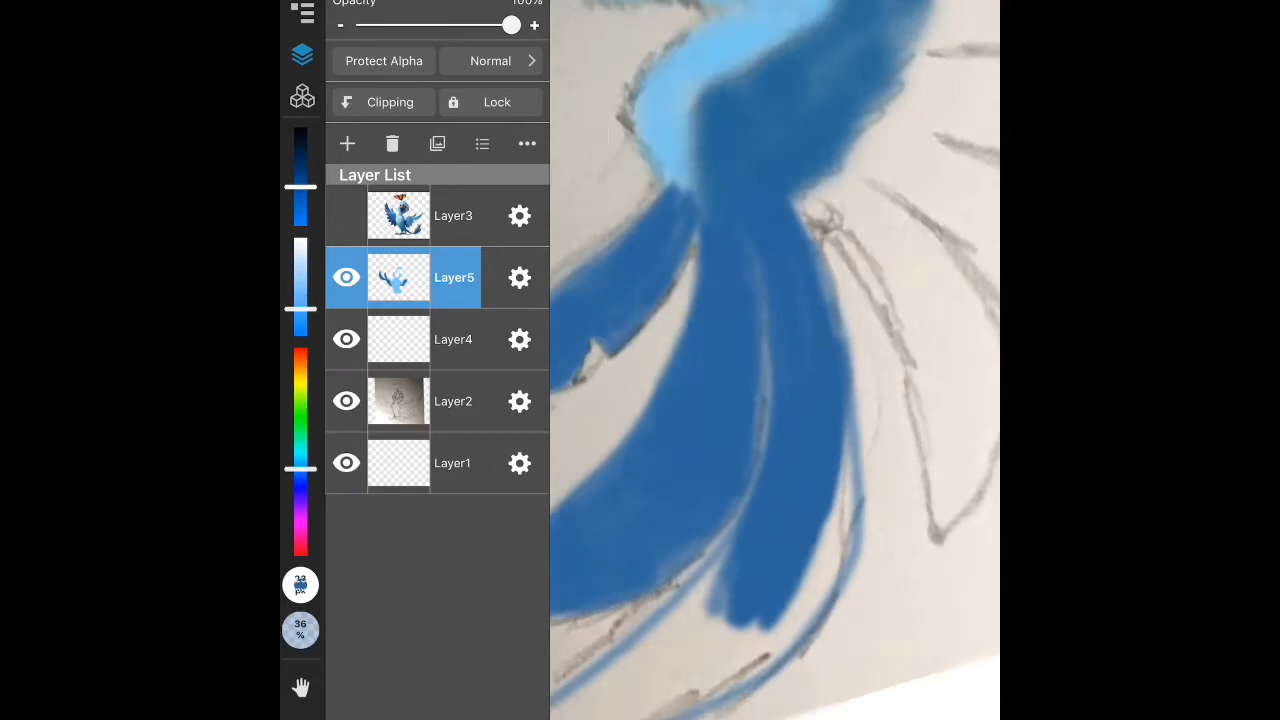 Opacity 100%
- +
Protect Alpha Normal
Clipping Lock
Layer List
Layer3
Layer5
Layer4
Layer2
Layer1
36
%